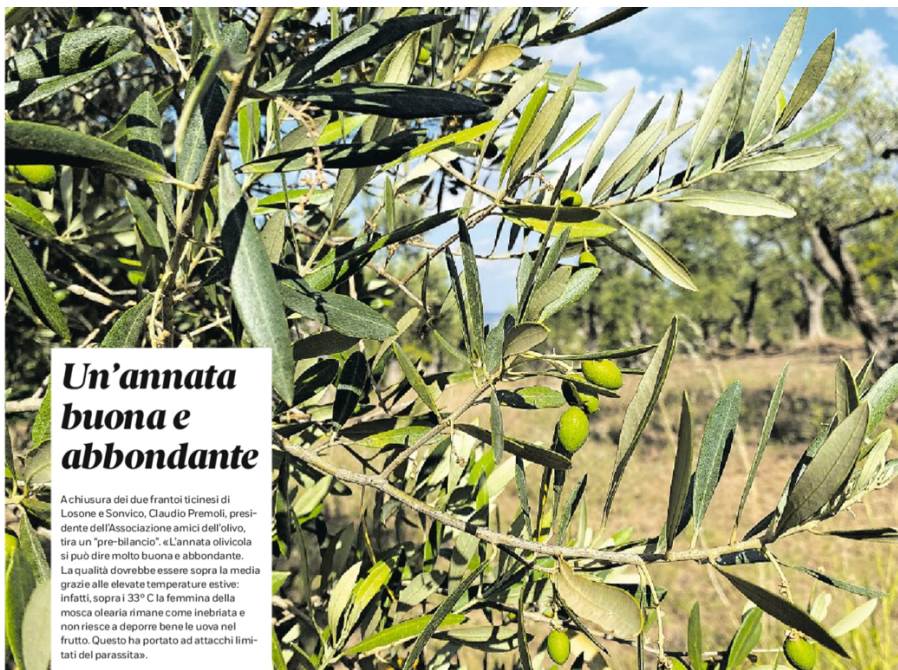 Un'annata
buona e
abbondante
A chiusura dei due frantoi ticinesi di
Losone e Sonvico, Claudio Premoli, presi-
dente dell'Associazione amici dell'olivo,
tira un "pre-bilancio". «L'annata olivicola
si può dire molto buona e abbondante.
La qualità dovrebbe essere sopra la media
grazie alle elevate temperature estive:
infatti, sopra i 33° C la femmina della
mosca olearia rimane come inebriata e
non riesce a deporre bene le uova nel
frutto. Questo ha portato ad attacchi limi-
tati del parassita».